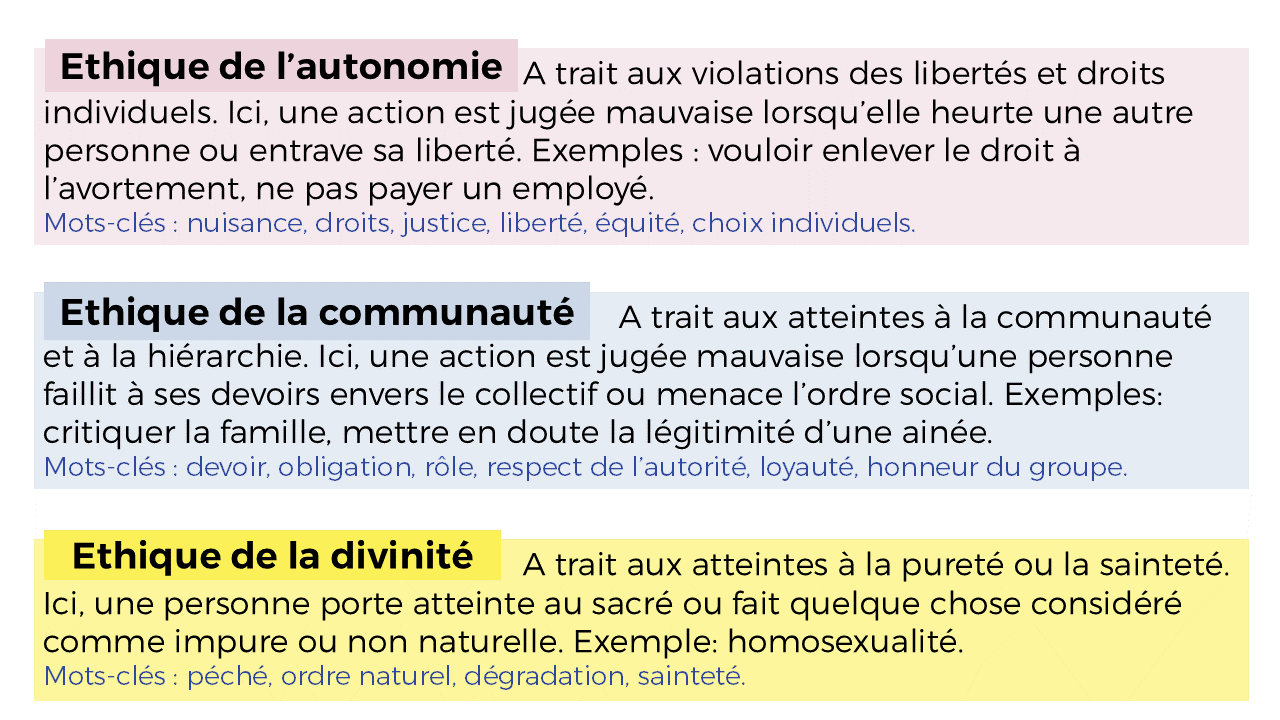 Ethique de l’autonomie A trait aux violations des libertés et droits
individuels. Ici, une action est jugée mauvaise lorsqu’elle heurte une autre
personne ou entrave sa liberté. Exemples : vouloir enlever le droit à
l’avortement, ne pas payer un employé.
Mots-clés : nuisance, droits, justice, liberté, équité, choix individuels.
Ethique de la communauté A trait aux atteintes à la communauté
et à la hiérarchie. Ici, une action est jugée mauvaise lorsqu’une personne
faillit à ses devoirs envers le collectif ou menace l’ordre social. Exemples:
critiquer la famille, mettre en doute la légitimité d’une ainée.
Mots-clés : devoir, obligation, rôle, respect de l’autorité, loyauté, honneur du groupe.
Ethique de la divinité A trait aux atteintes à la pureté ou la sainteté.
Ici, une personne porte atteinte au sacré ou fait quelque chose considéré
comme impure ou non naturelle. Exemple: homosexualité.
Mots-clés : péché, ordre naturel, dégradation, sainteté.